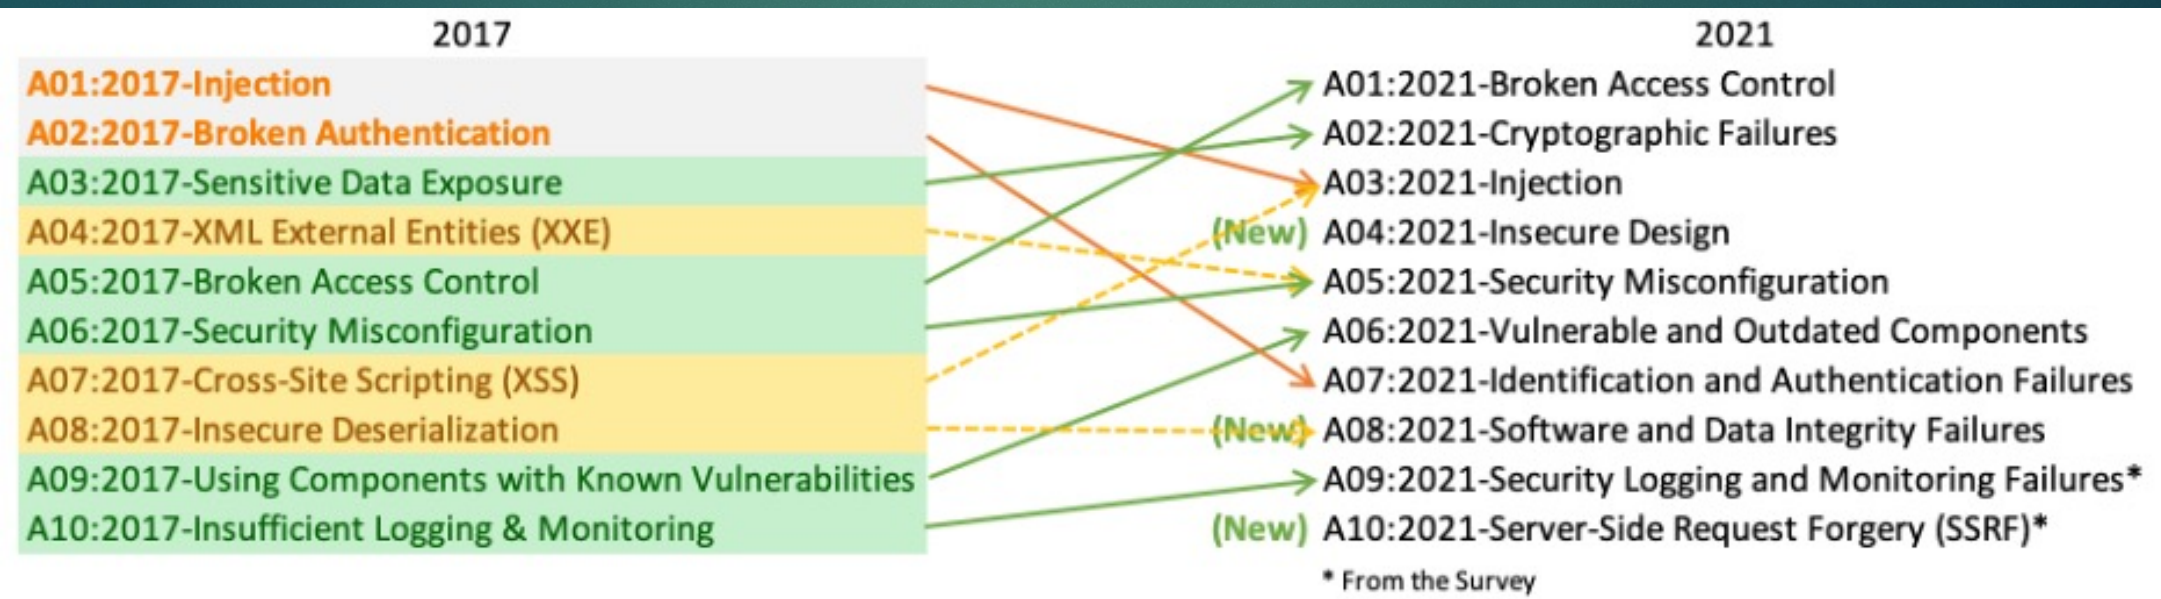 2017
A01:2017-Injection
A02:2017-Broken Authentication
A03:2017-Sensitive Data Exposure
A04:2017-XML External Entities (XXE)
A05:2017-Broken Access Control
A06:2017-Security Misconfiguration
A07:2017-Cross-Site Scripting (XSS)
A08:2017-Insecure Deserialization
A09:2017-Using Components with Known Vulnerabilities
A10:2017-Insufficient Logging & Monitoring
2021
A01:2021-Broken Access Control
A02:2021-Cryptographic Failures
A03:2021-Injection
(New) A04:2021-Insecure Design
A05:2021-Security Misconfiguration
A06:2021-Vulnerable and Outdated Components
A07:2021-Identification and Authentication Failures
(New) A08:2021-Software and Data Integrity Failures
A09:2021-Security Logging and Monitoring Failures*
(New) A10:2021-Server-Side Request Forgery (SSRF)*
* From the Survey